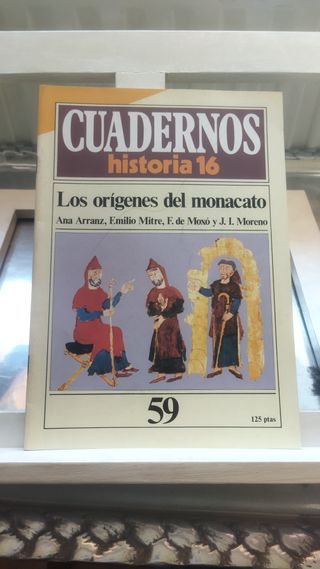 CUADERNOS
historia 16
Los orígenes del monacato
Ana Arranz, Emilio Mitre, F. de Moxó y J. I. Moreno
59
125 ptas